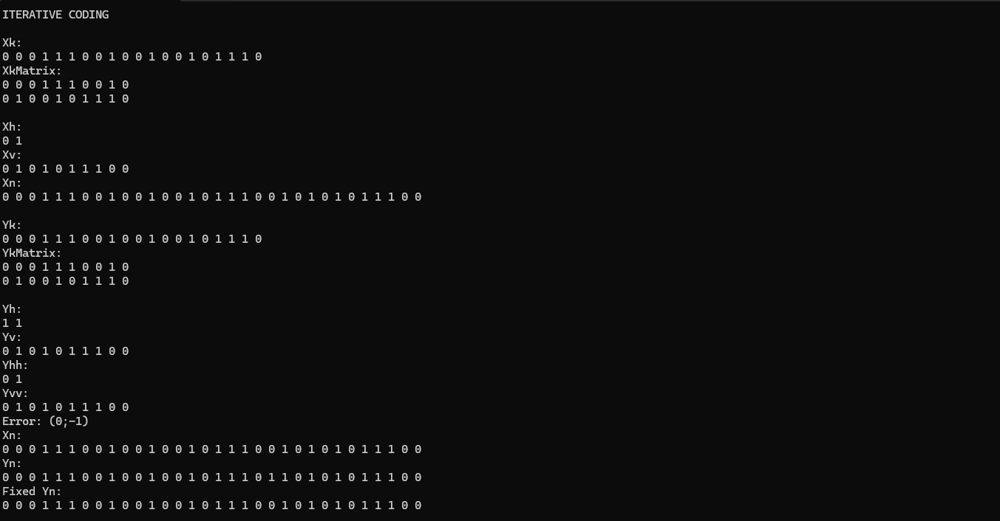 ITERATIVE CODING
Xk:
0 0 0 1 1 1 0 0 1 0 0 1 0 0 1 0 1 1 1 0
XkMatrix:
0 0 0 1 1 1 0 0 1 0
0 1 0 0 1 0 1 1 1 0
Xh:
0 1
Xv:
0 1 0 1 0 1 1 1 0 0
Xn:
0 0 0 1 1 1 0 0 1 0 0 1 0 0 1 0 1 1 1 0 0 1 0 1 0 1 0 1 1 1 0 0
Yk:
0 0 0 1 1 1 0 0 1 0 0 1 0 0 1 0 1 1 1 0
YkMatrix:
0 0 0 1 1 1 0 0 1 0
0 1 0 0 1 0 1 1 1 0
Yh:
1 1
Yv:
0 1 0 1 0 1 1 1 0 0
Yhh:
0 1
Yvv:
0 1 0 1 0 1 1 1 0 0
Error: (0;-1)
Xn:
0 0 0 1 1 1 0 0 1 0 0 1 0 0 1 0 1 1 1 0 0 1 0 1 0 1 0 1 1 1 0 0
Yn:
0 0 0 1 1 1 0 0 1 0 0 1 0 0 1 0 1 1 1 0 1 1 0 1 0 1 0 1 1 1 0 0
Fixed Yn:
0 0 0 1 1 1 0 0 1 0 0 1 0 0 1 0 1 1 1 0 0 1 0 1 0 1 0 1 1 1 0 0